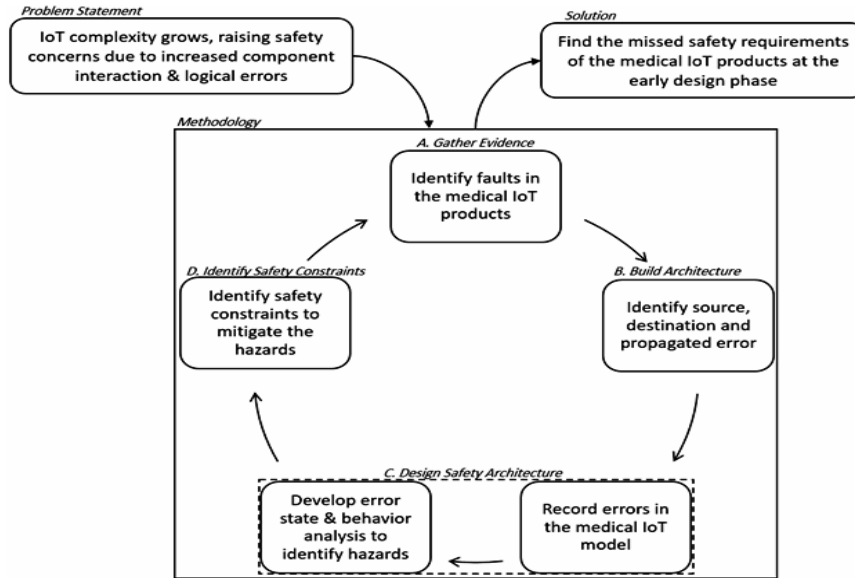 Problem Statement
IoT complexity grows, raising safety
concerns due to increased component
interaction & logical errors
Solution
Find the missed safety requirements
of the medical IoT products at the
early design phase
Methodology
A. Gather Evidence
Identify faults in
the medical IoT
products
D. Identify Safety Constraints
Identify safety
constraints to
mitigate the
hazards
B. Build Architecture
Identify source,
destination and
propagated error
C. Design Safety Architecture
Develop error
state & behavior
analysis to
identify hazards
Record errors in
the medical IoT
model